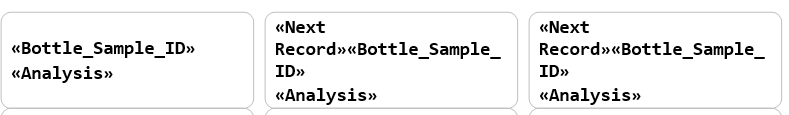 «Bottle_Sample_ID»
«Analysis»
«Next
Record»«Bottle_Sample_
ID»
«Analysis»
«Next
Record»«Bottle_Sample_
ID»
«Analysis»